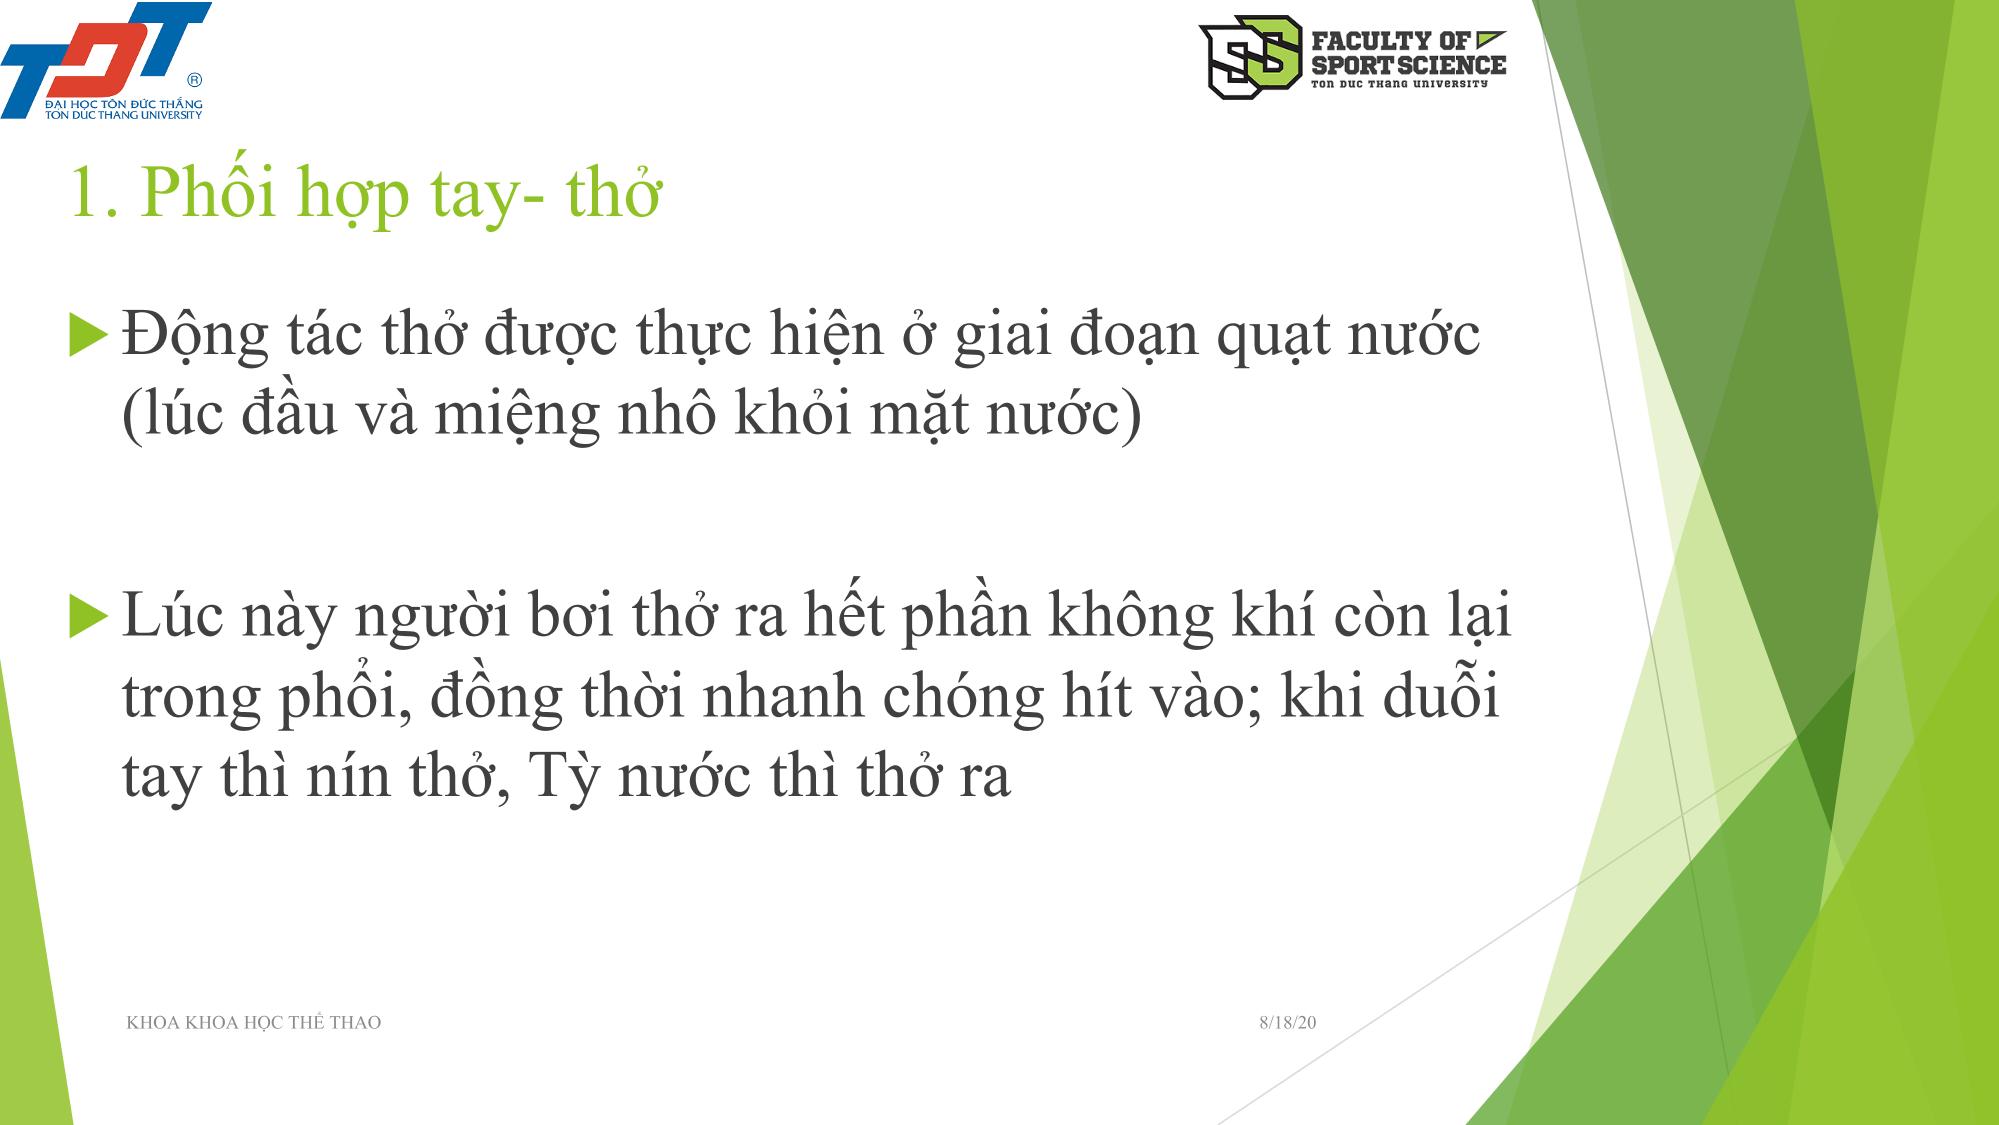 TDT
®
ĐẠI HỌC TÔN ĐỨC THẮNG
TON DUC THANG UNIVERSITY
SS
FACULTY OF
SPORT SCIENCE
TON DUC THANG UNIVERSITY
1. Phối hợp tay- thở
Động tác thở được thực hiện ở giai đoạn quạt nước
(lúc đầu và miệng nhô khỏi mặt nước)
Lúc này người bơi thở ra hết phần không khí còn lại
trong phổi, đồng thời nhanh chóng hít vào; khi duỗi
tay thì nín thở, Tỳ nước thì thở ra
KHOA KHOA HỌC THỂ THAO
8/18/20